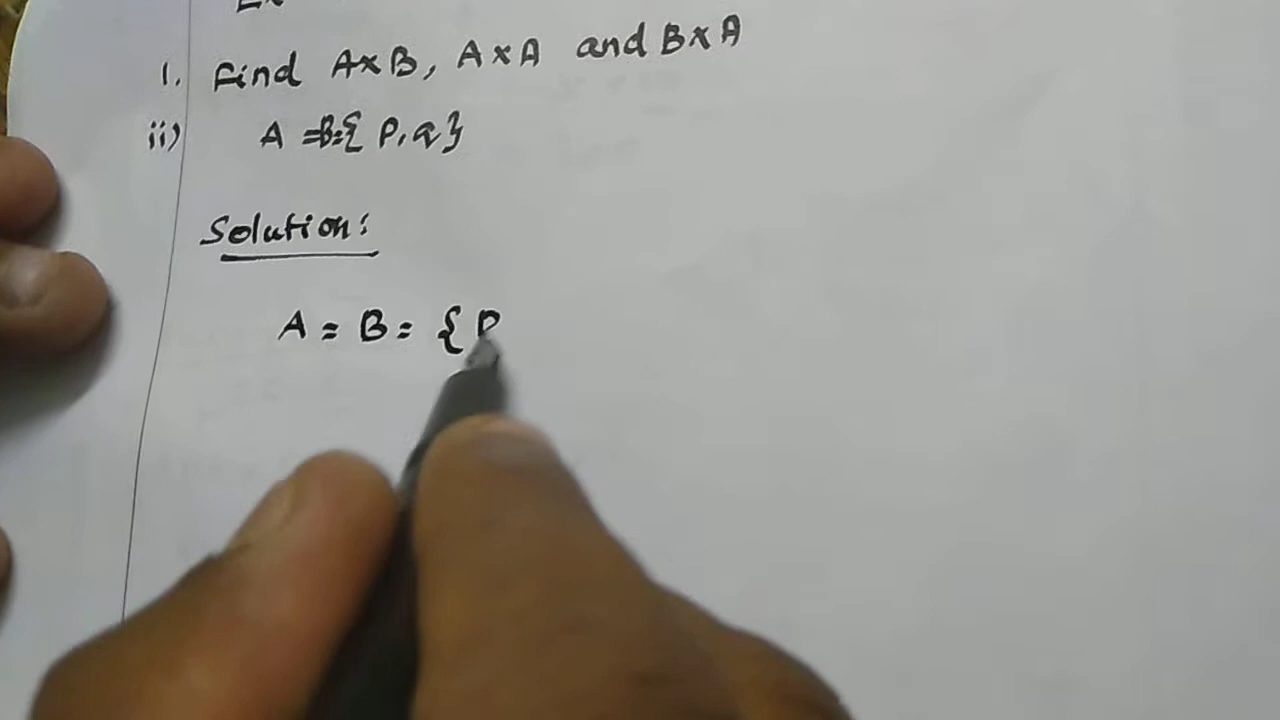 1. Find A×B, A×A and B×A
ii) A =B={ P, q}
Solution:
A = B = { P